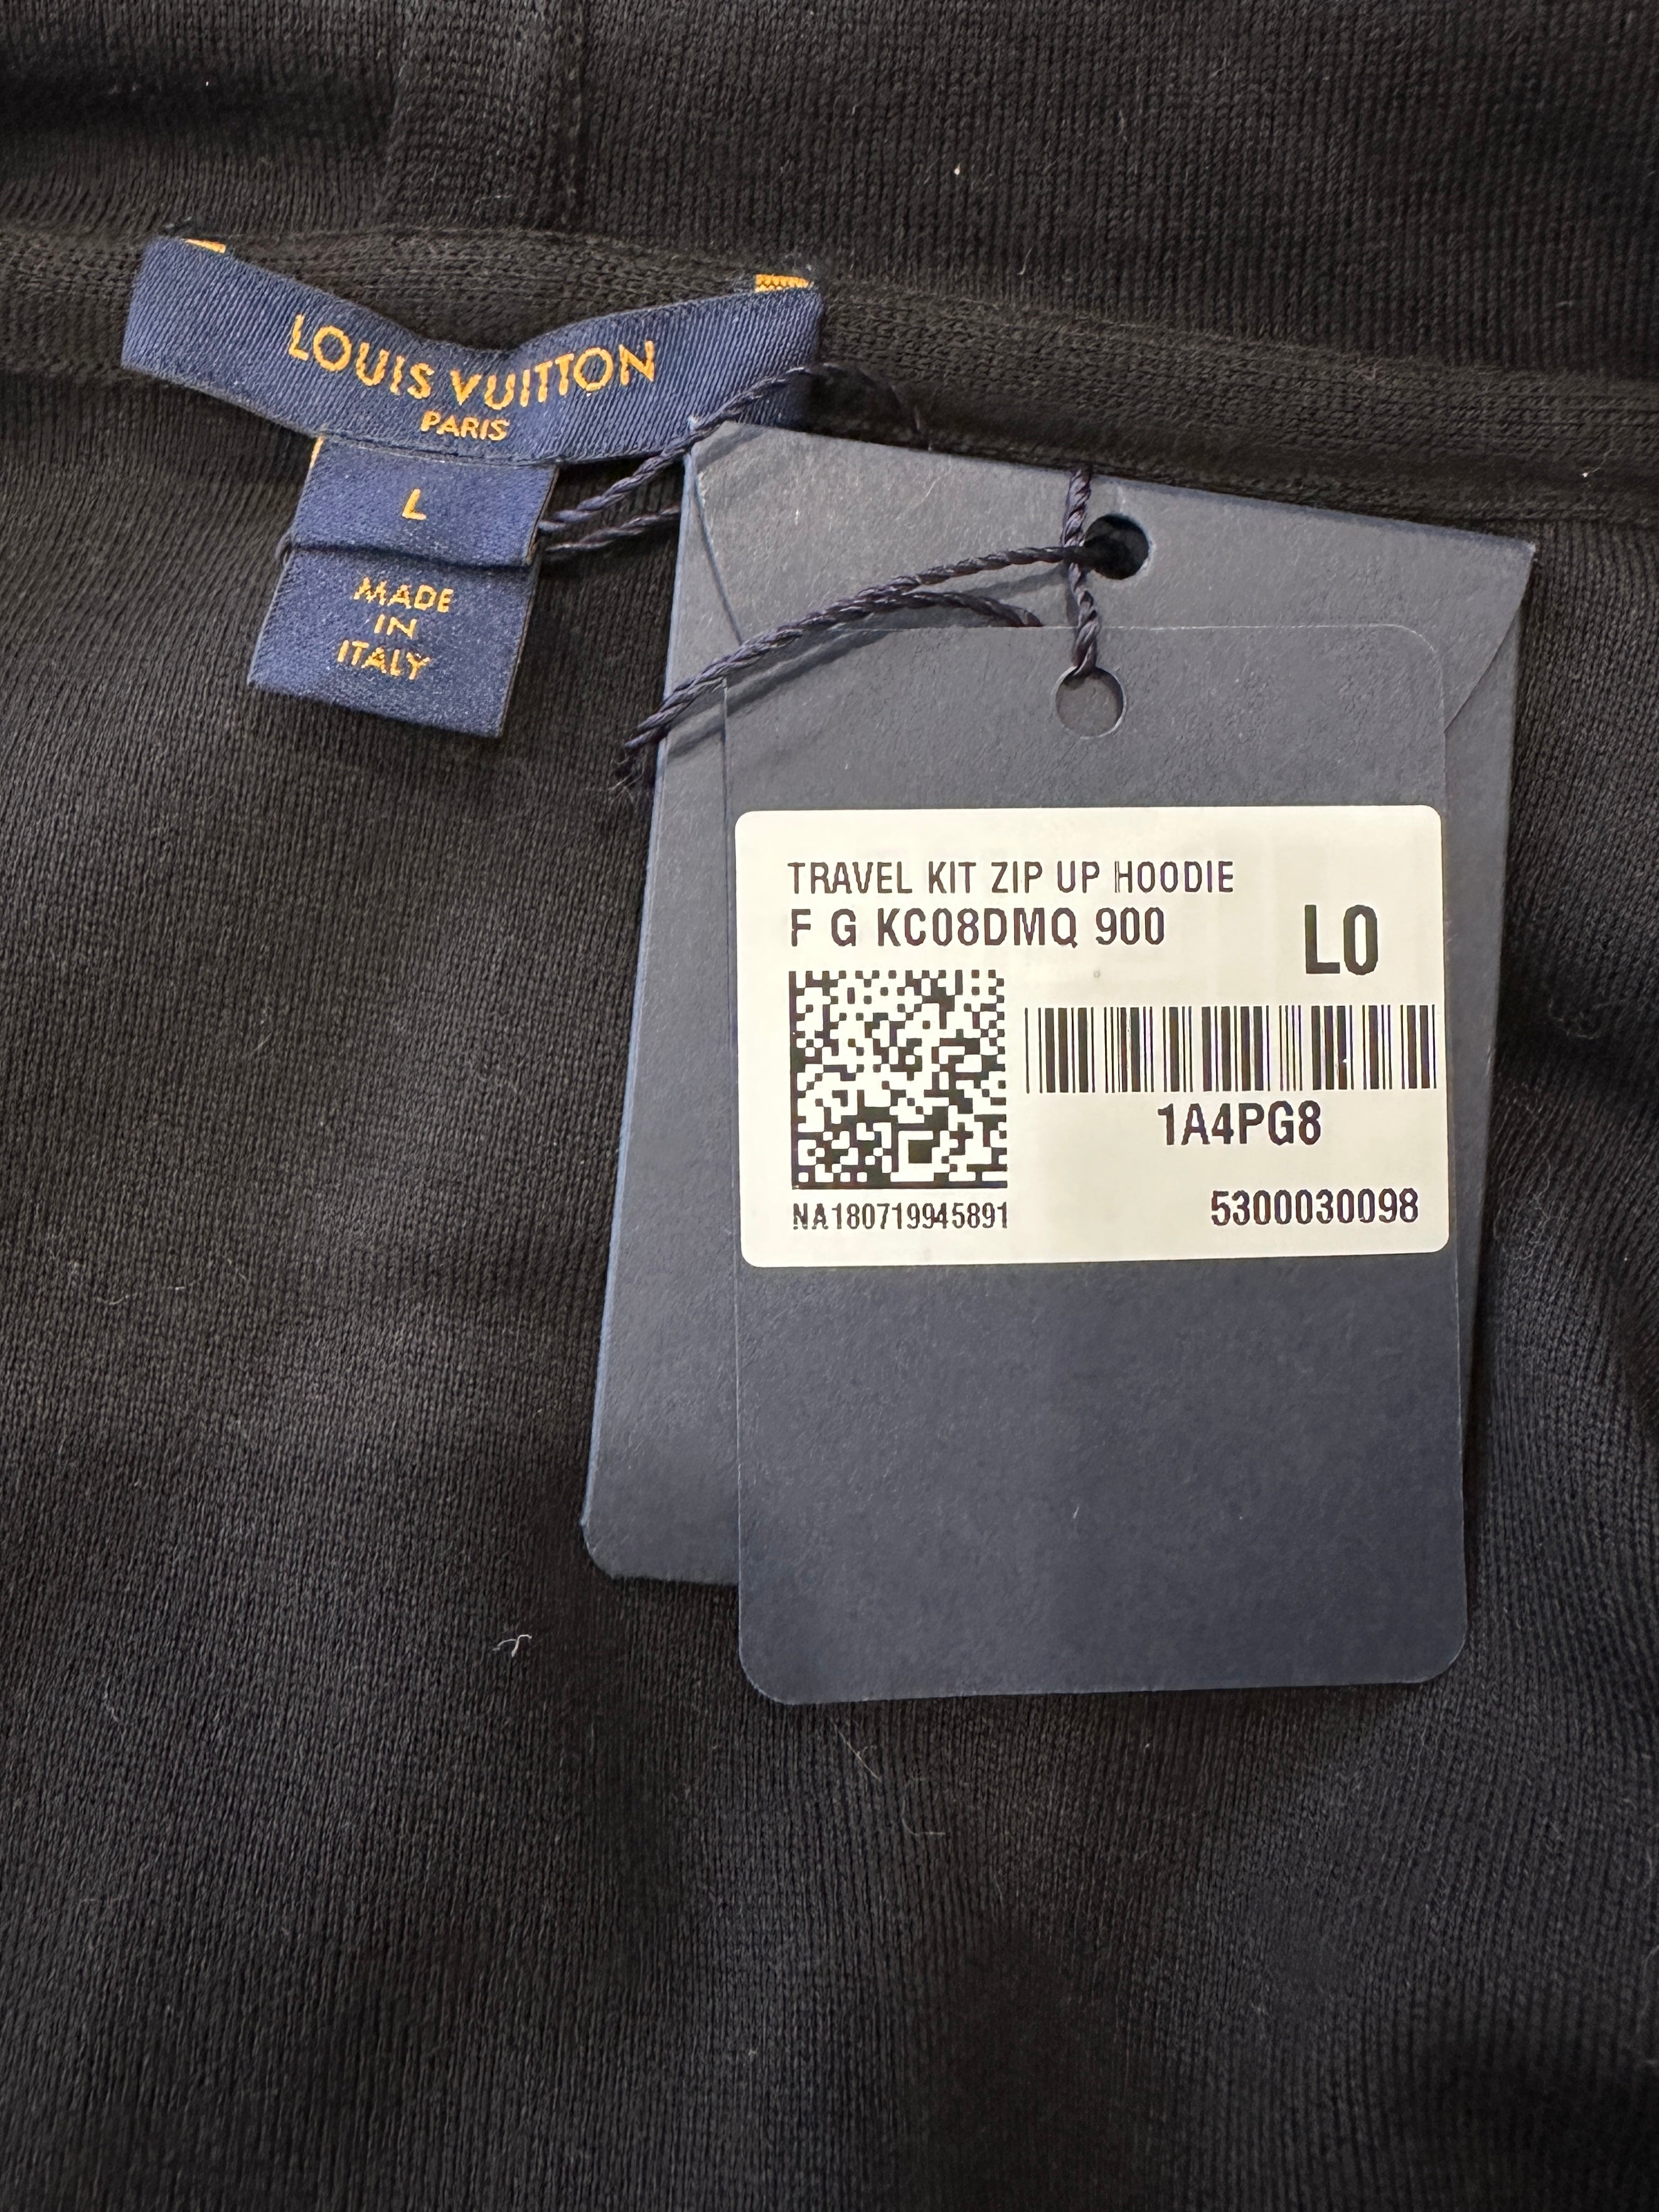 LOUIS VUITTON
PARIS
L
MADE
IN
ITALY
TRAVEL KIT ZIP UP HOODIE
F G KC08DMQ 900
L0
1A4PG8
NA180719945891
5300030098